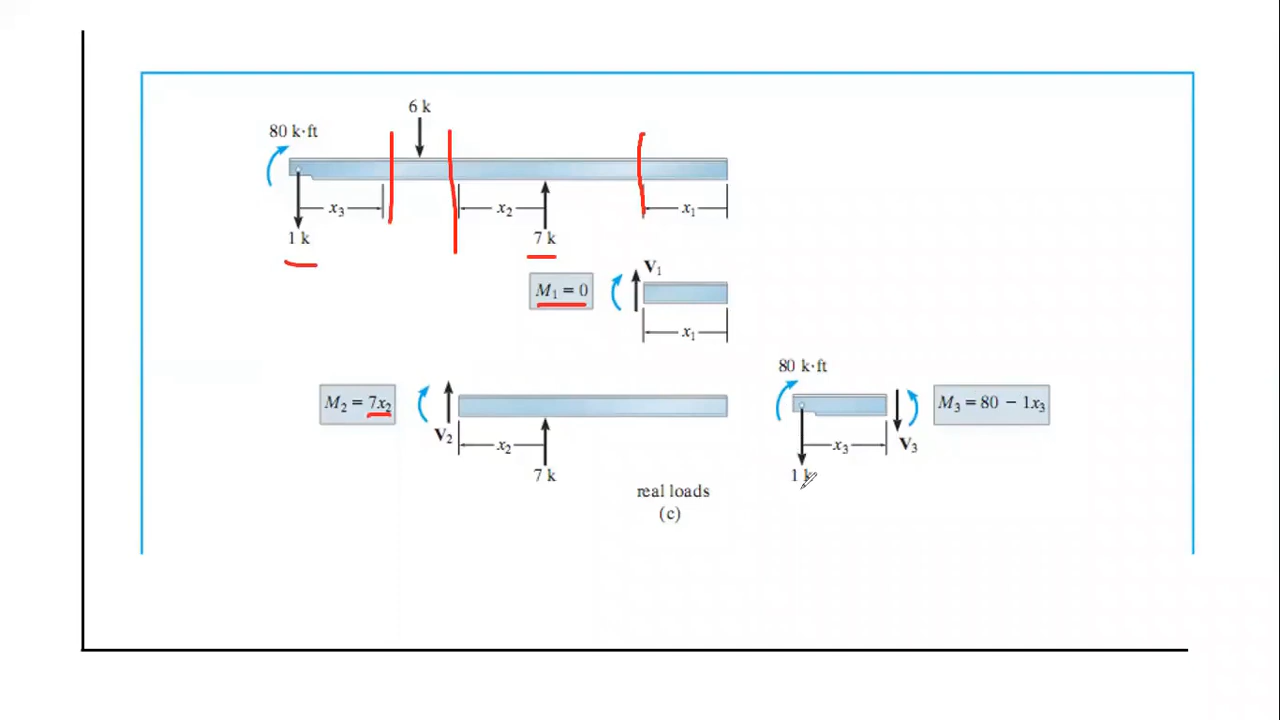 6 k
80 k·ft
x3 x2 x1
1 k 7 k
V1
M1 = 0
x1
80 k·ft
M2 = 7x2 M3 = 80 − 1x3
V2 x2 x3 V3
7 k 1 k
real loads
(c)